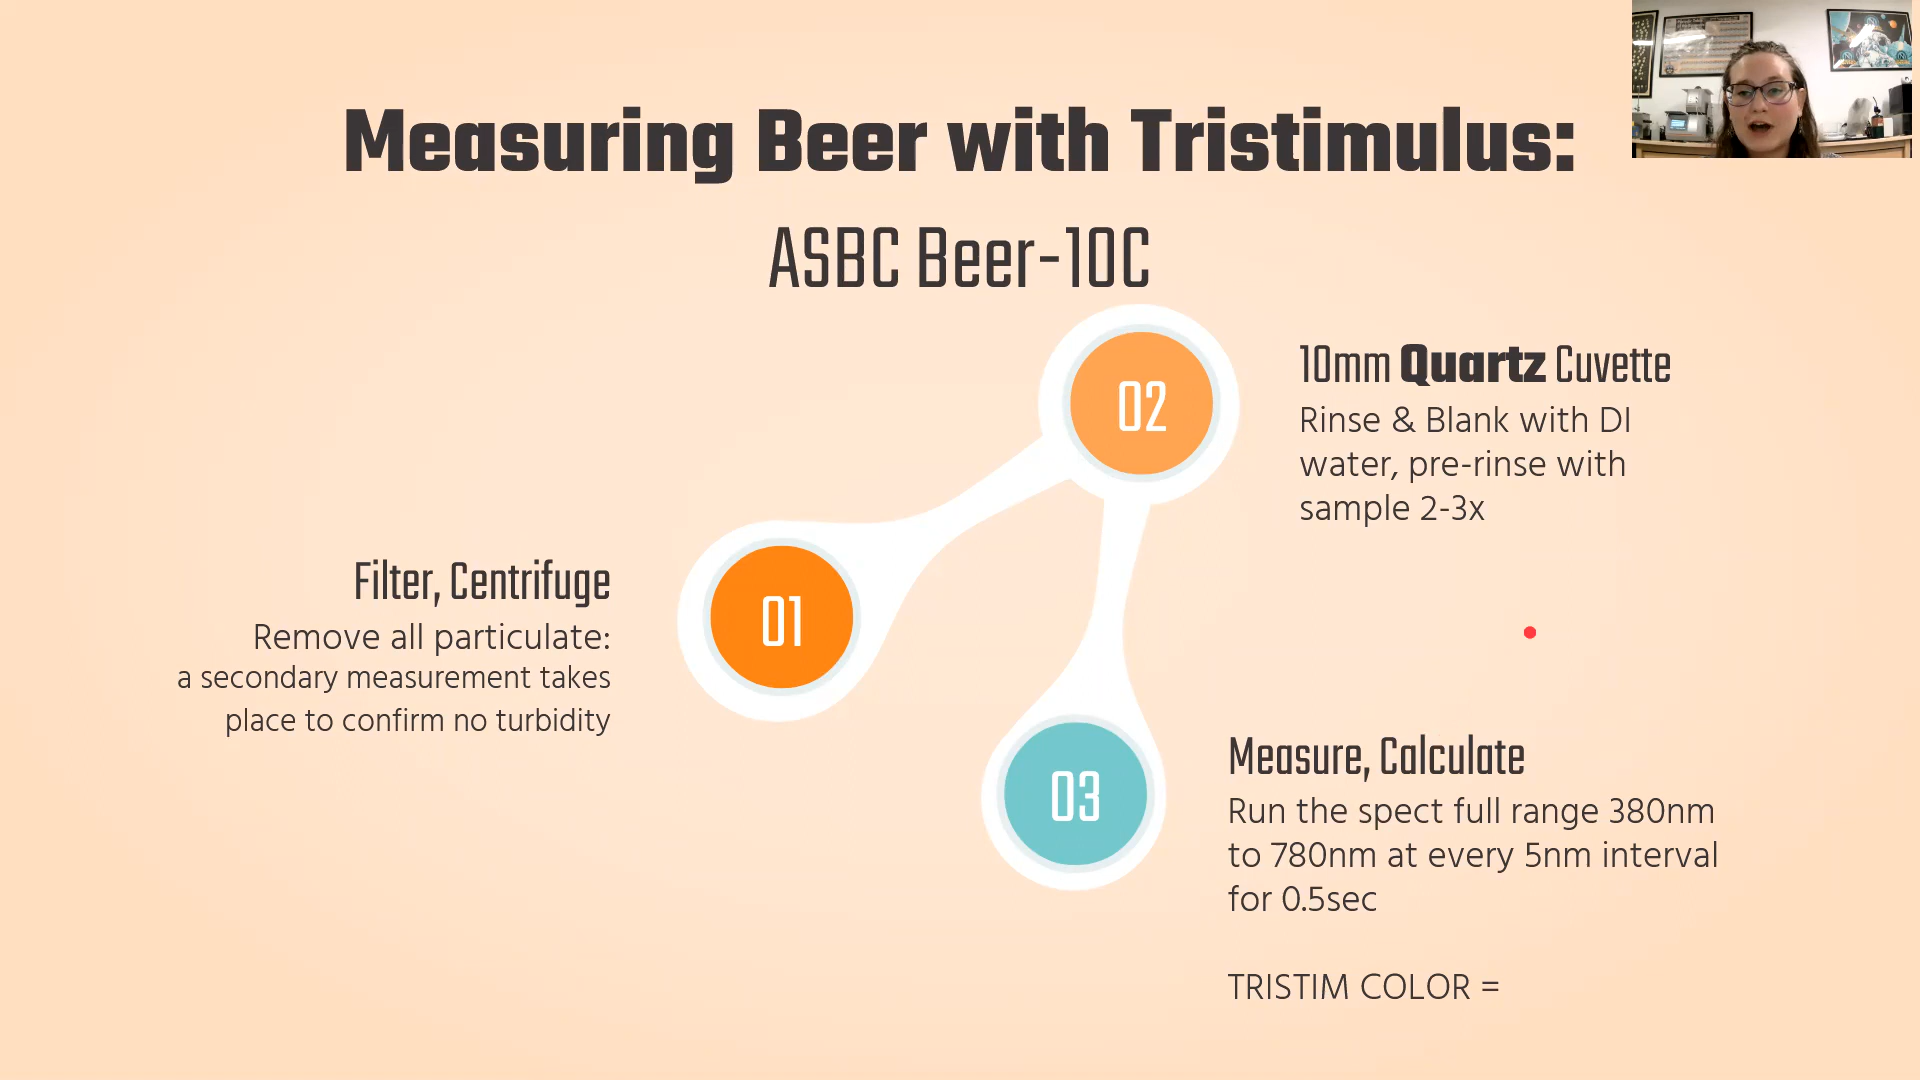 Measuring Beer with Tristimulus:
ASBC Beer-10C
01
Filter, Centrifuge
Remove all particulate:
a secondary measurement takes
place to confirm no turbidity
02
10mm Quartz Cuvette
Rinse & Blank with DI
water, pre-rinse with
sample 2-3x
03
Measure, Calculate
Run the spect full range 380nm
to 780nm at every 5nm interval
for 0.5sec
TRISTIM COLOR =